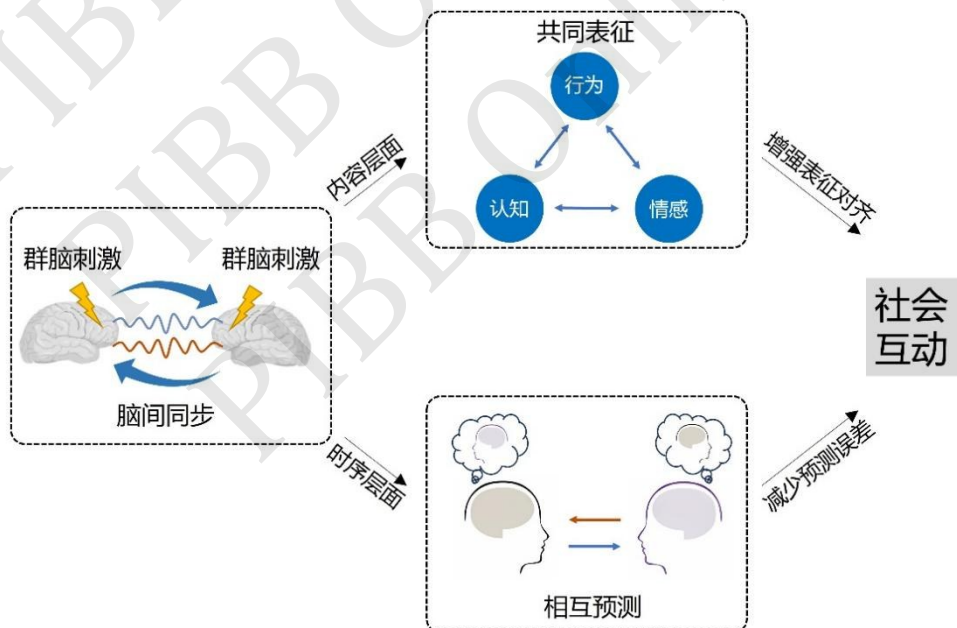 共同表征
行为
认知
情感
内容层面
增强表征对齐
群脑刺激
群脑刺激
脑间同步
社会
互动
时序层面
减少预测误差
相互预测
PIBB Online